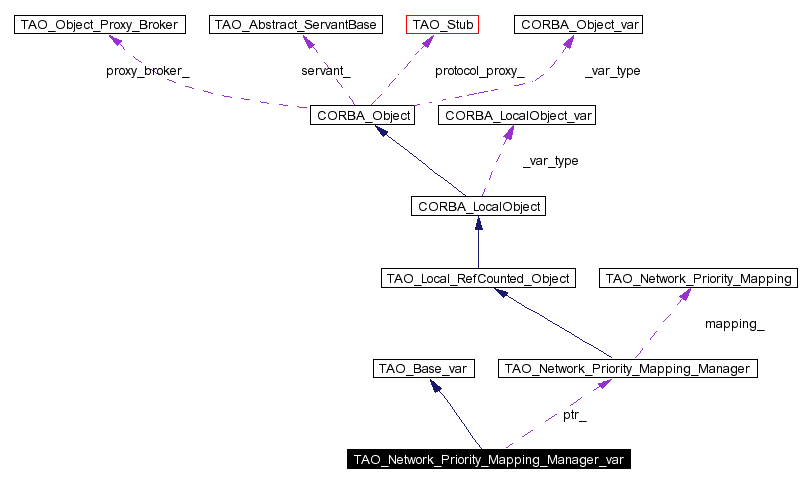 TAO_Object_Proxy_Broker
TAO_Abstract_ServantBase
TAO_Stub
CORBA_Object_var
proxy_broker_
servant_
protocol_proxy_
_var_type
CORBA_Object
CORBA_LocalObject_var
_var_type
CORBA_LocalObject
TAO_Local_RefCounted_Object
TAO_Network_Priority_Mapping
mapping_
TAO_Base_var
TAO_Network_Priority_Mapping_Manager
ptr_
TAO_Network_Priority_Mapping_Manager_var